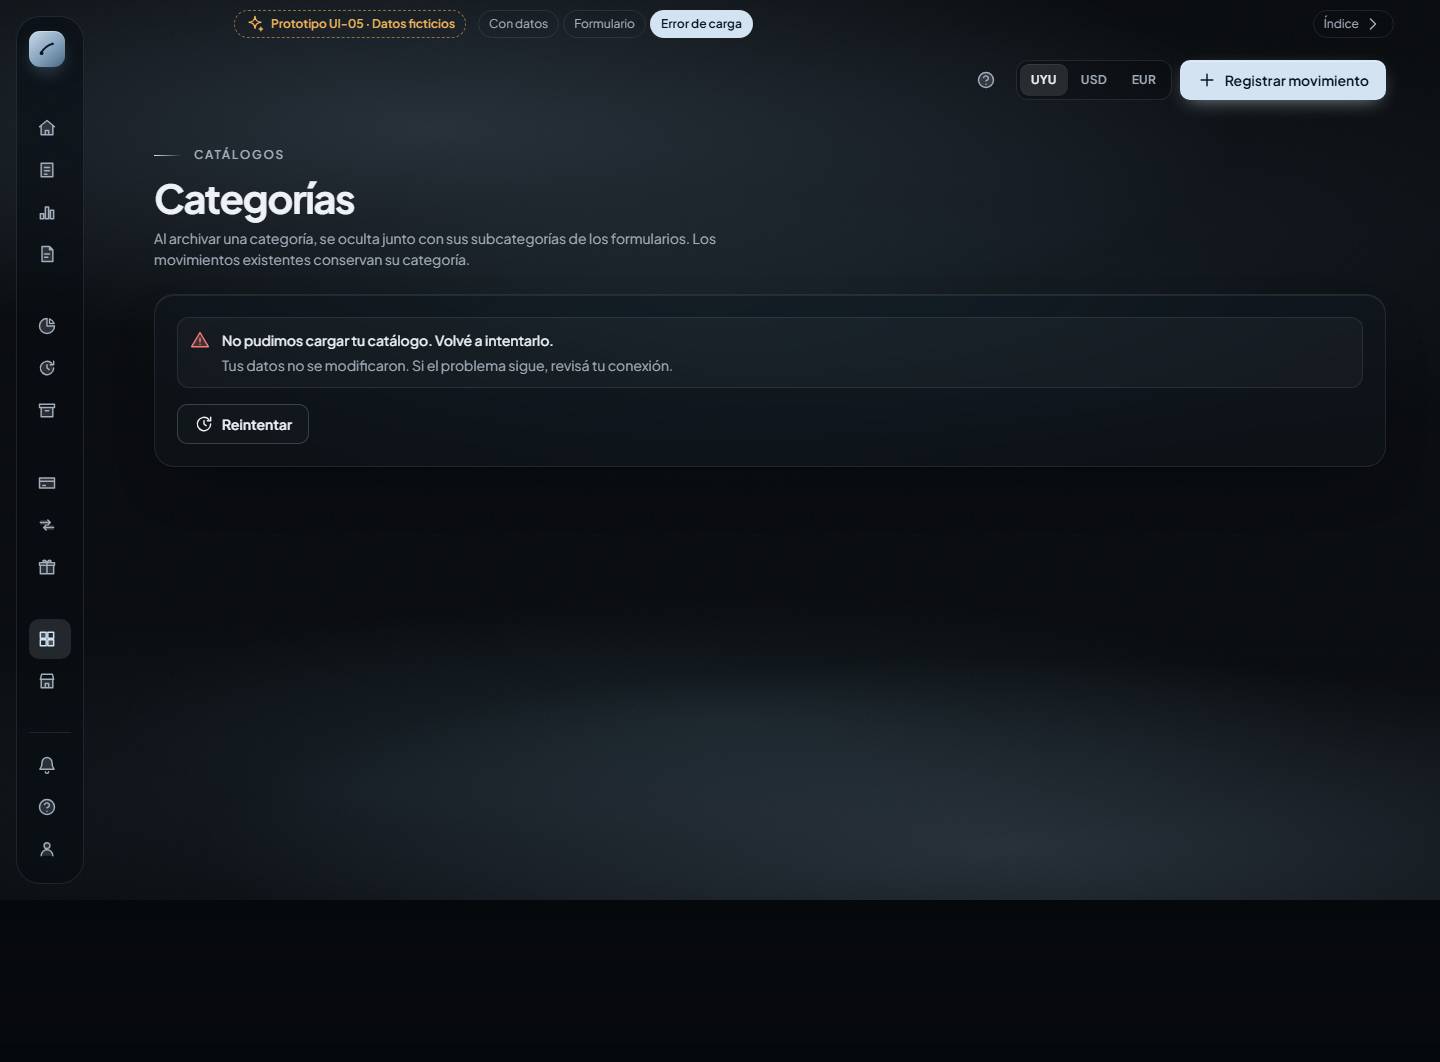 Prototipo UI-05 · Datos ficticios
Con datos
Formulario
Error de carga
Índice
UYU
USD
EUR
Registrar movimiento
CATÁLOGOS
Categorías
Al archivar una categoría, se oculta junto con sus subcategorías de los formularios. Los
movimientos existentes conservan su categoría.
No pudimos cargar tu catálogo. Volvé a intentarlo.
Tus datos no se modificaron. Si el problema sigue, revisá tu conexión.
Reintentar